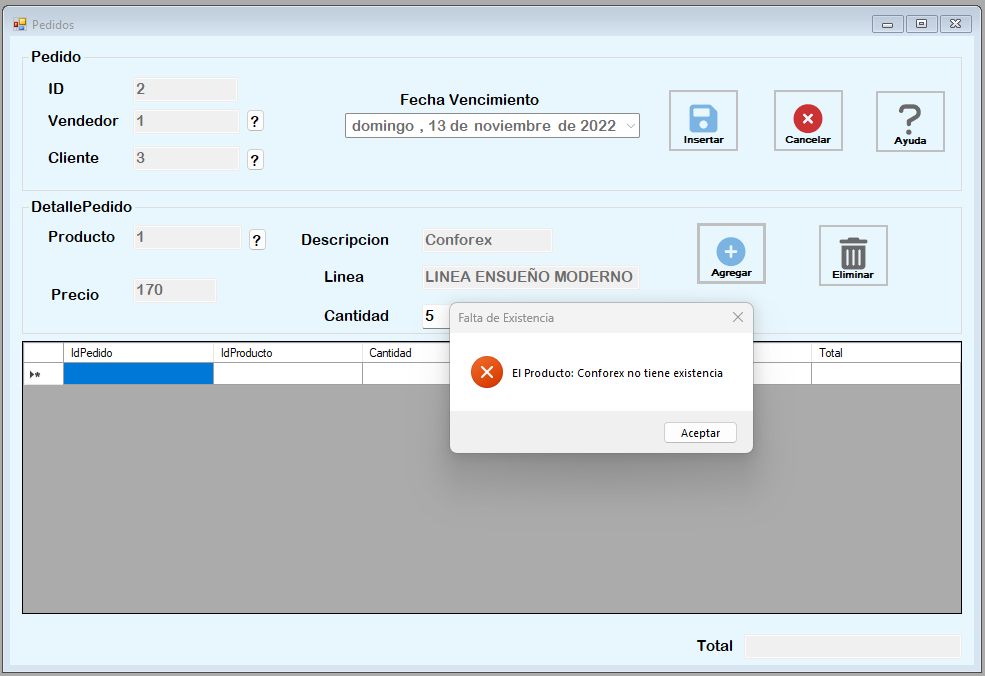 Pedidos
Pedido
ID 2
Vendedor 1 ?
Cliente 3 ?
Fecha Vencimiento
domingo , 13 de noviembre de 2022
Insertar
Cancelar
Ayuda
DetallePedido
Producto 1 ?
Precio 170
Descripcion Conforex
Linea LINEA ENSUEÑO MODERNO
Cantidad 5
Agregar
Eliminar
IdPedido IdProducto Cantidad Total
Falta de Existencia
El Producto: Conforex no tiene existencia
Aceptar
Total